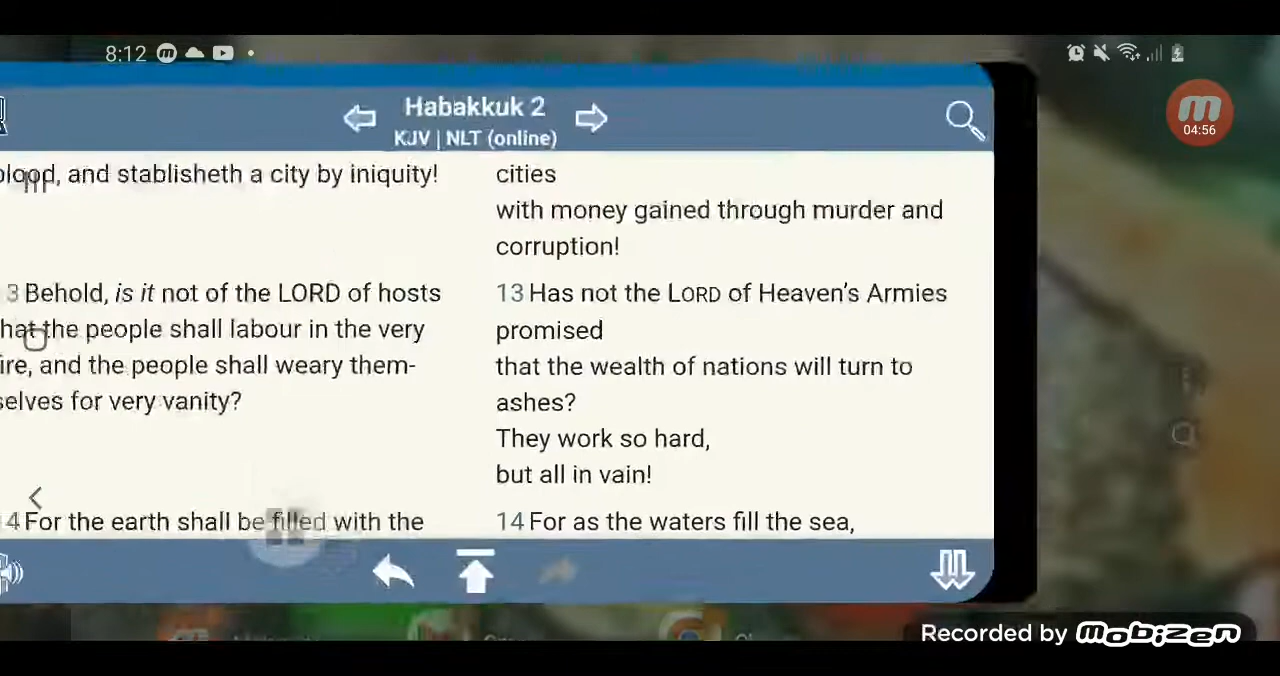 8:12
04:56
Habakkuk 2
KJV | NLT (online)
blood, and stablisheth a city by iniquity!
3 Behold, is it not of the LORD of hosts
hat the people shall labour in the very
ire, and the people shall weary them-
selves for very vanity?
4 For the earth shall be filled with the
cities
with money gained through murder and
corruption!
13 Has not the LORD of Heaven's Armies
promised
that the wealth of nations will turn to
ashes?
They work so hard,
but all in vain!
14 For as the waters fill the sea,
Recorded by mobizen